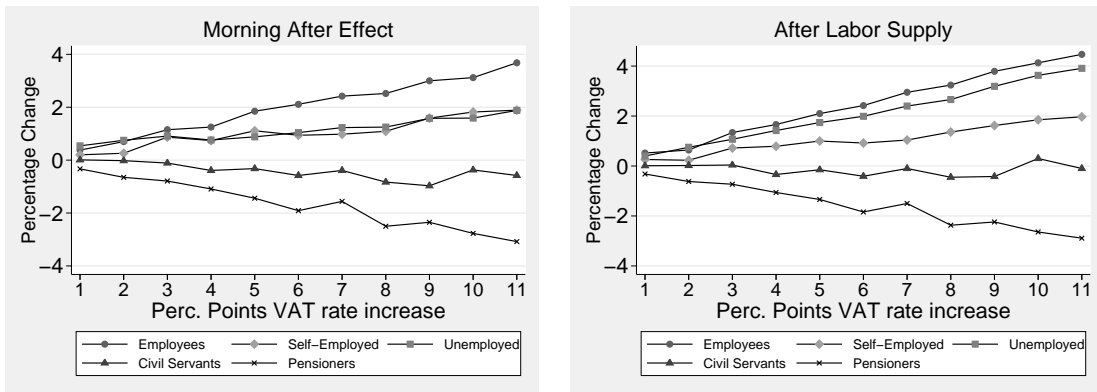 Morning After Effect
Percentage Change
4
2
0
−2
−4
1 2 3 4 5 6 7 8 9 10 11
Perc. Points VAT rate increase
Employees Self−Employed Unemployed
Civil Servants Pensioners
After Labor Supply
Percentage Change
4
2
0
−2
−4
1 2 3 4 5 6 7 8 9 10 11
Perc. Points VAT rate increase
Employees Self−Employed Unemployed
Civil Servants Pensioners